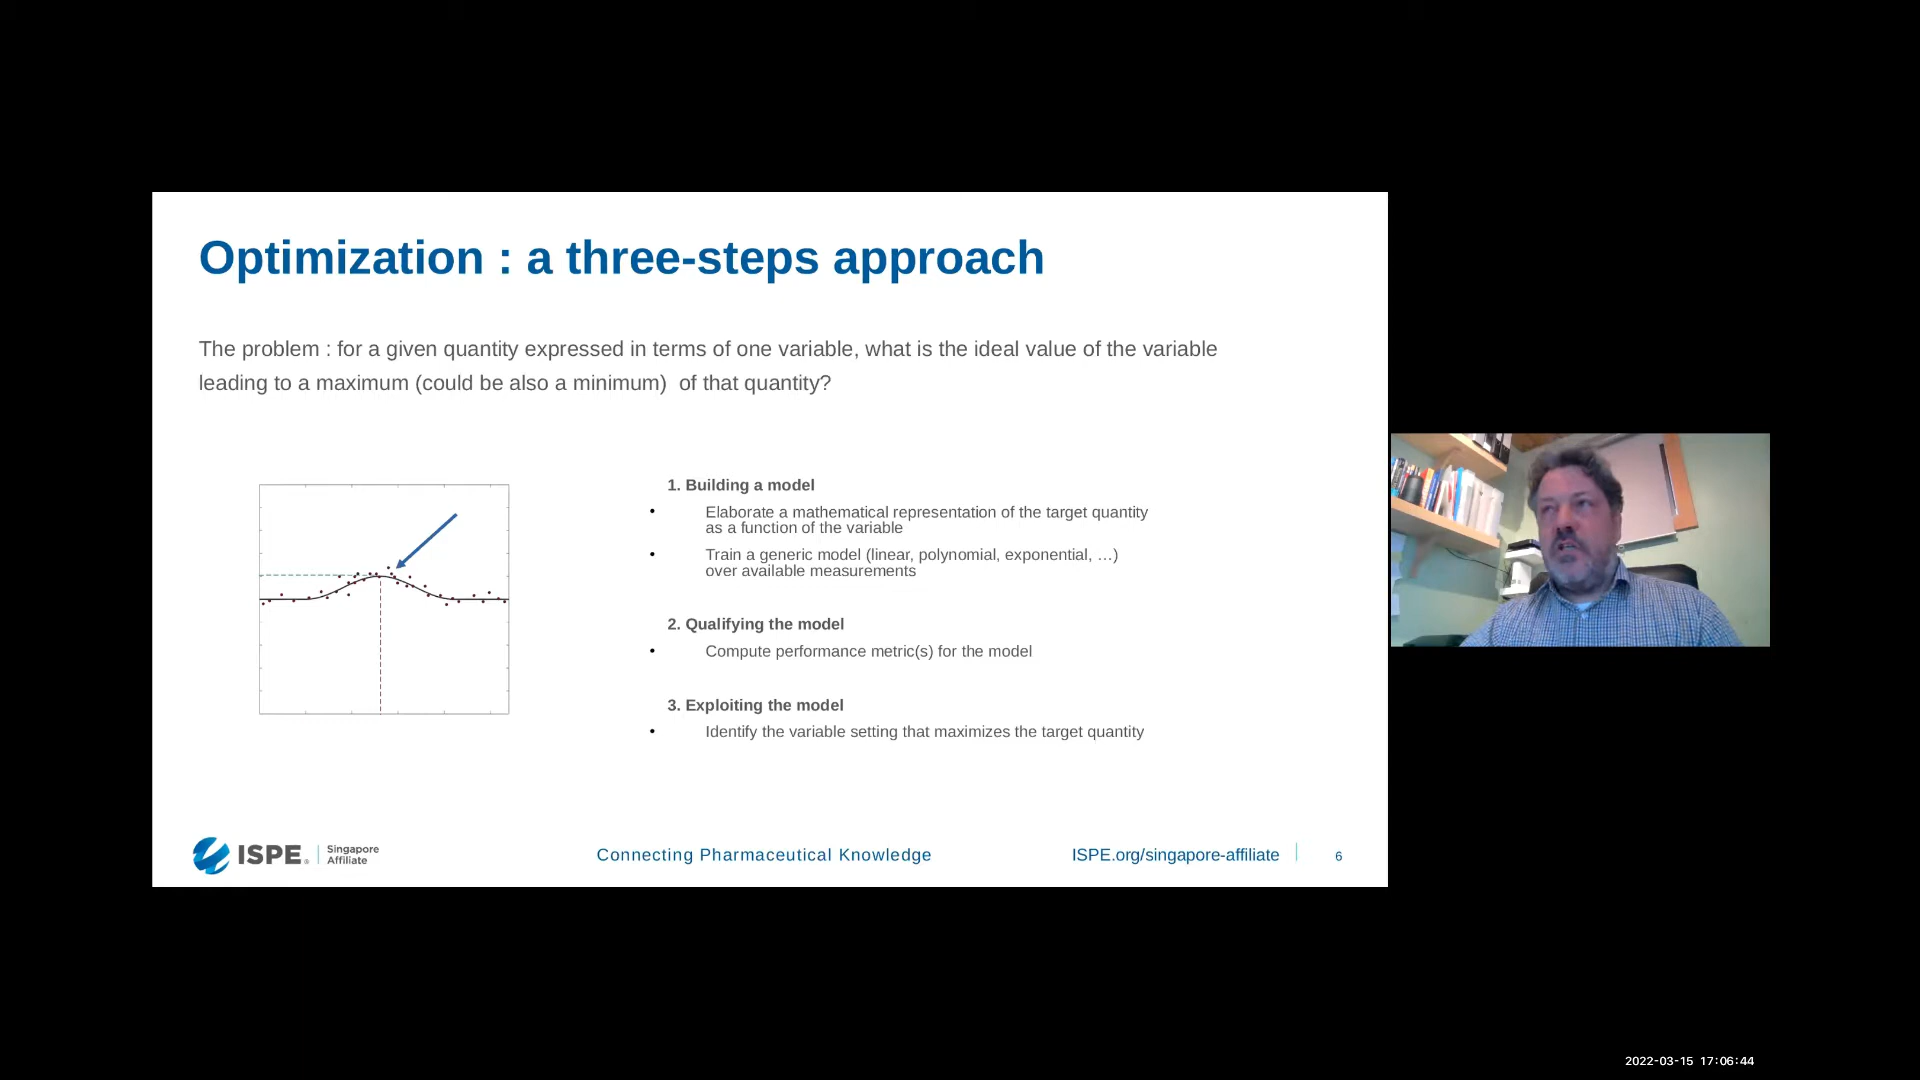 Optimization : a three-steps approach
The problem : for a given quantity expressed in terms of one variable, what is the ideal value of the variable
leading to a maximum (could be also a minimum)  of that quantity?
1. Building a model
• Elaborate a mathematical representation of the target quantity
as a function of the variable
• Train a generic model (linear, polynomial, exponential, …)
over available measurements
2. Qualifying the model
• Compute performance metric(s) for the model
3. Exploiting the model
• Identify the variable setting that maximizes the target quantity
ISPE® | Singapore
Affiliate
Connecting Pharmaceutical Knowledge
ISPE.org/singapore-affiliate | 6
2022-03-15 17:06:44